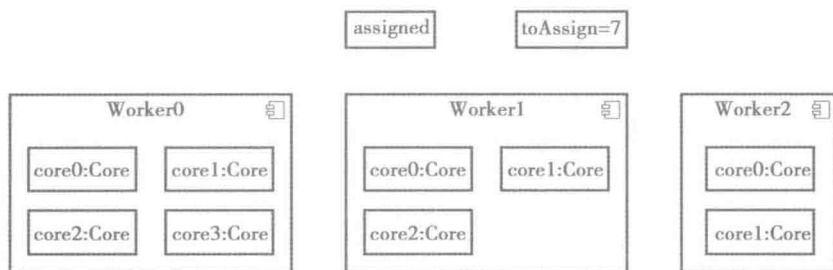 assigned toAssign=7
Worker0 Worker1 Worker2
core0:Core core1:Core core0:Core core1:Core core0:Core
core2:Core core3:Core core2:Core core1:Core